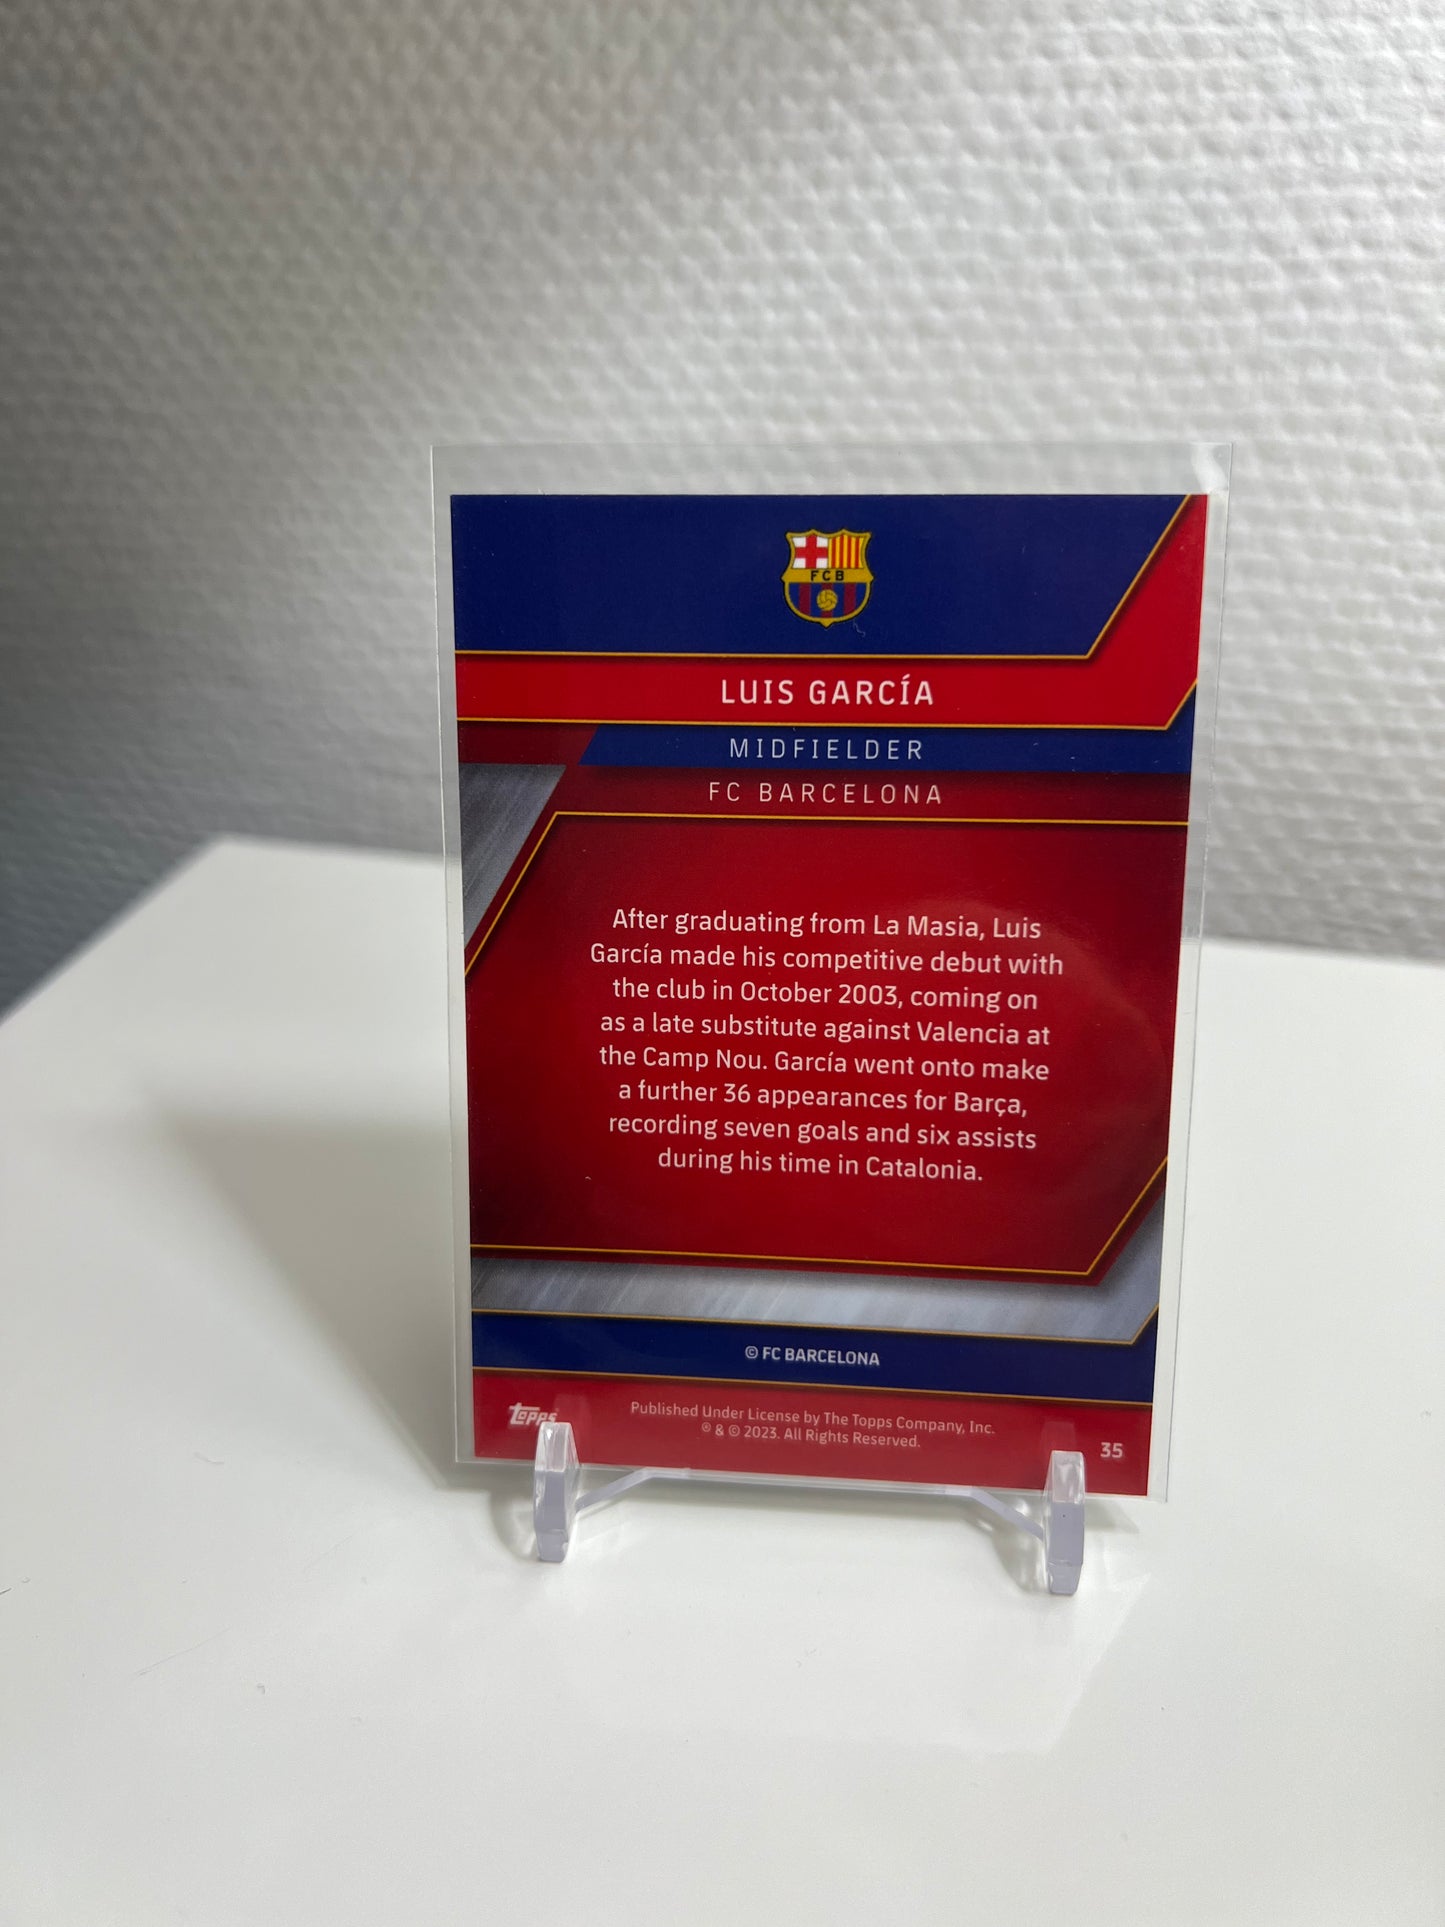 FCB
LUIS GARCÍA
MIDFIELDER
FC BARCELONA
After graduating from La Masia, Luis
García made his competitive debut with
the club in October 2003, coming on
as a late substitute against Valencia at
the Camp Nou. García went onto make
a further 36 appearances for Barça,
recording seven goals and six assists
during his time in Catalonia.
© FC BARCELONA
topps
Published Under License by The Topps Company, Inc.
® & © 2023. All Rights Reserved.
35